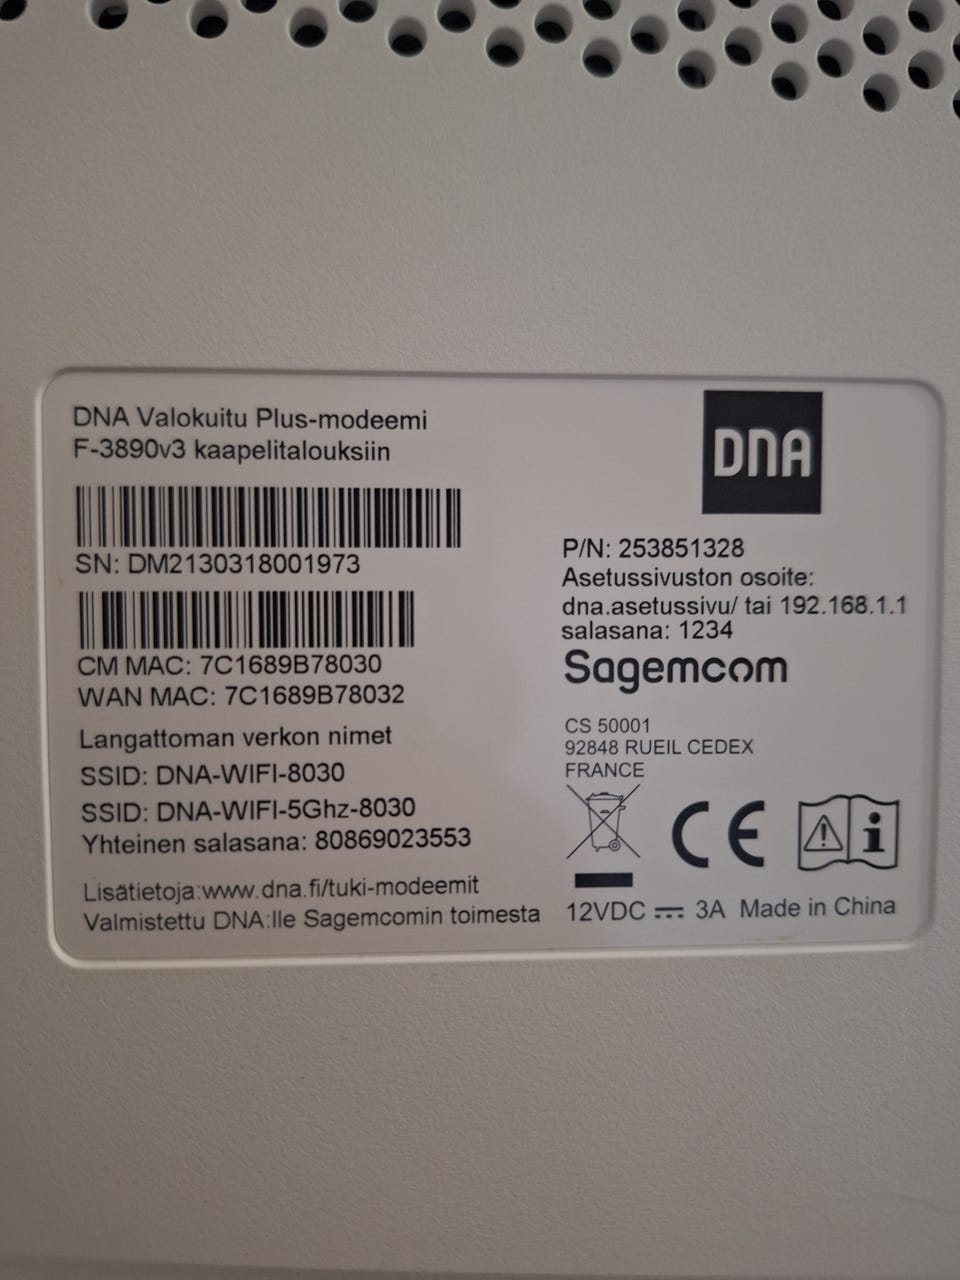 DNA Valokuitu Plus-modeemi
F-3890v3 kaapelitalouksiin
SN: DM2130318001973
CM MAC: 7C1689B78030
WAN MAC: 7C1689B78032
Langattoman verkon nimet
SSID: DNA-WIFI-8030
SSID: DNA-WIFI-5Ghz-8030
Yhteinen salasana: 80869023553
Lisätietoja:www.dna.fi/tuki-modeemit
Valmistettu DNA:lle Sagemcomin toimesta
DNA
P/N: 253851328
Asetussivuston osoite:
dna.asetussivu/ tai 192.168.1.1
salasana: 1234
Sagemcom
CS 50001
92848 RUEIL CEDEX
FRANCE
CE
12VDC ⎓ 3A Made in China